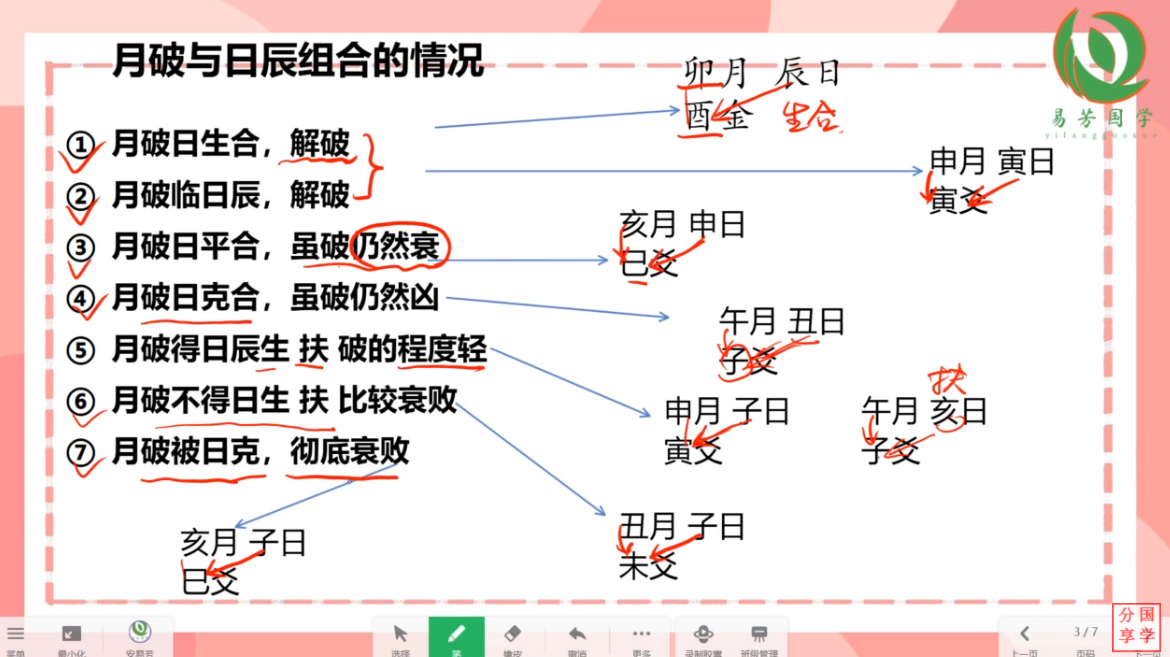 月破与日辰组合的情况
卯月 辰日
酉金 生合
易芳国学
yifangguoxue
① 月破日生合，解破
② 月破临日辰，解破
申月 寅日
寅爻
③ 月破日平合，虽破仍然衰
亥月 申日
巳爻
④ 月破日克合，虽破仍然凶
午月 丑日
子爻
⑤ 月破得日辰生 扶 破的程度轻
扶
申月 子日
寅爻
午月 亥日
子爻
⑥ 月破不得日生 扶 比较衰败
⑦ 月破被日克，彻底衰败
丑月 子日
未爻
亥月 子日
巳爻
分国
享学
3/7
菜单
最小化
安易芳
选择
笔
橡皮
撤消
更多
录制胶囊
班级管理
上一页
页码
下一页